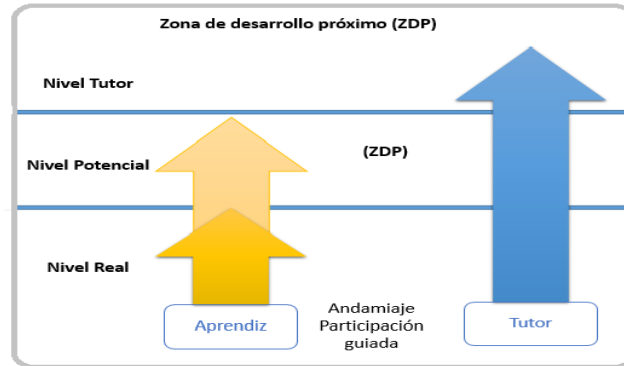 Zona de desarrollo próximo (ZDP)
Nivel Tutor
Nivel Potencial
(ZDP)
Nivel Real
Aprendiz
Andamiaje
Participación
guiada
Tutor